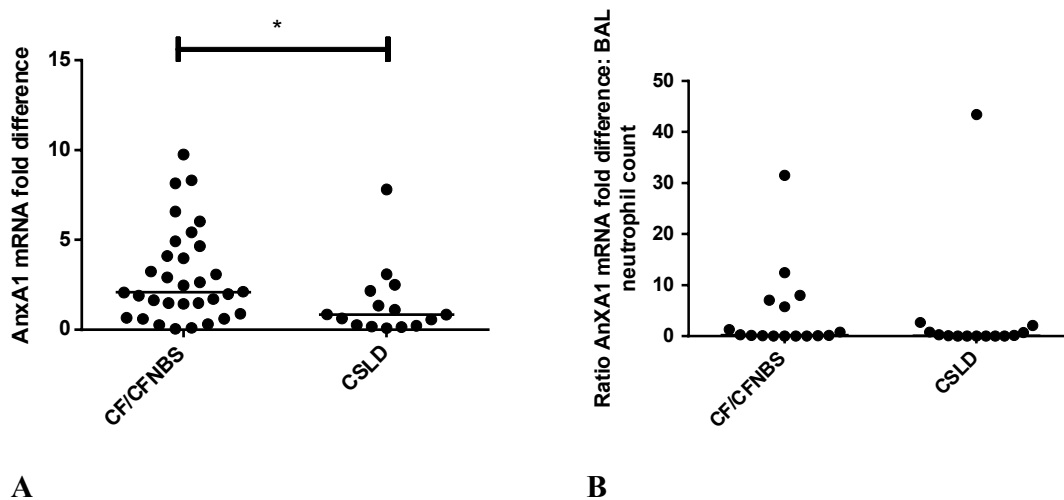 *
AnxA1 mRNA fold difference
15
10
5
0
CF/CFNBS
CSLD
A
Ratio AnXA1 mRNA fold difference: BAL
neutrophil count
50
40
30
20
10
0
CF/CFNBS
CSLD
B